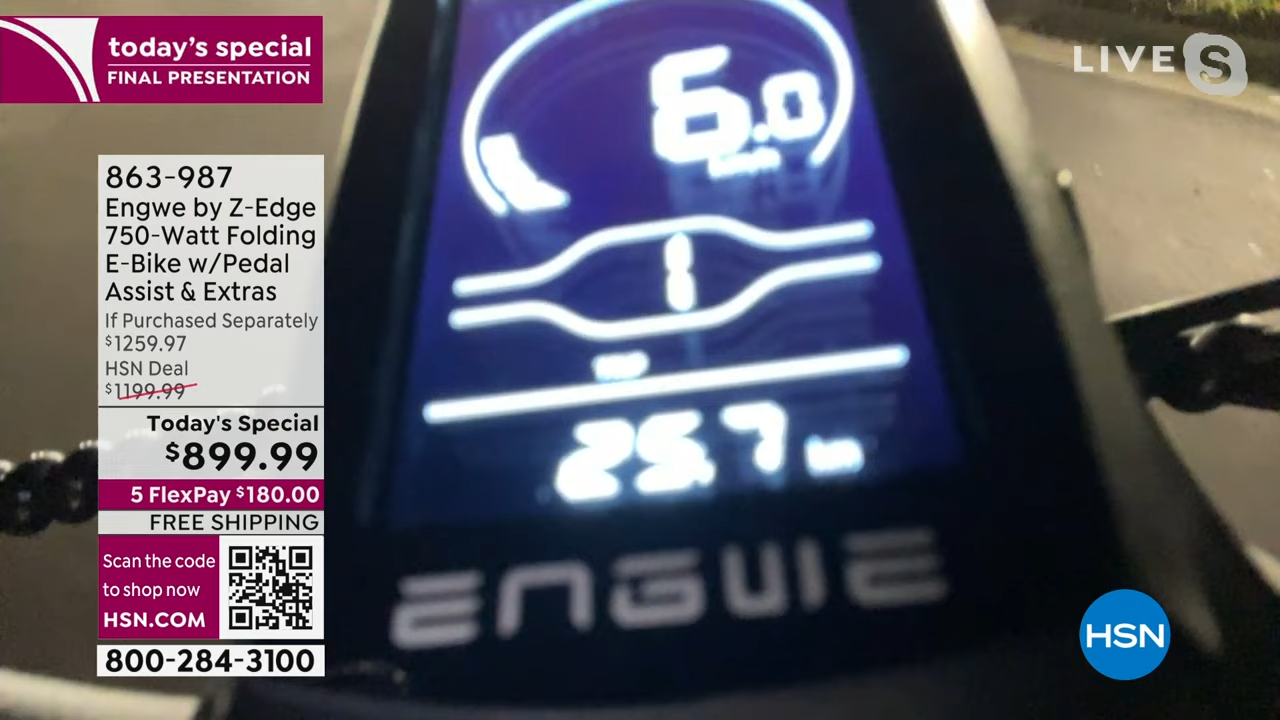 today's special
FINAL PRESENTATION
LIVE S
863-987
Engwe by Z-Edge
750-Watt Folding
E-Bike w/Pedal
Assist & Extras
If Purchased Separately
$1259.97
HSN Deal
$1199.99
Today's Special
$899.99
5 FlexPay $180.00
FREE SHIPPING
Scan the code
to shop now
HSN.COM
800-284-3100
6.0
25.7
ENGWE
HSN